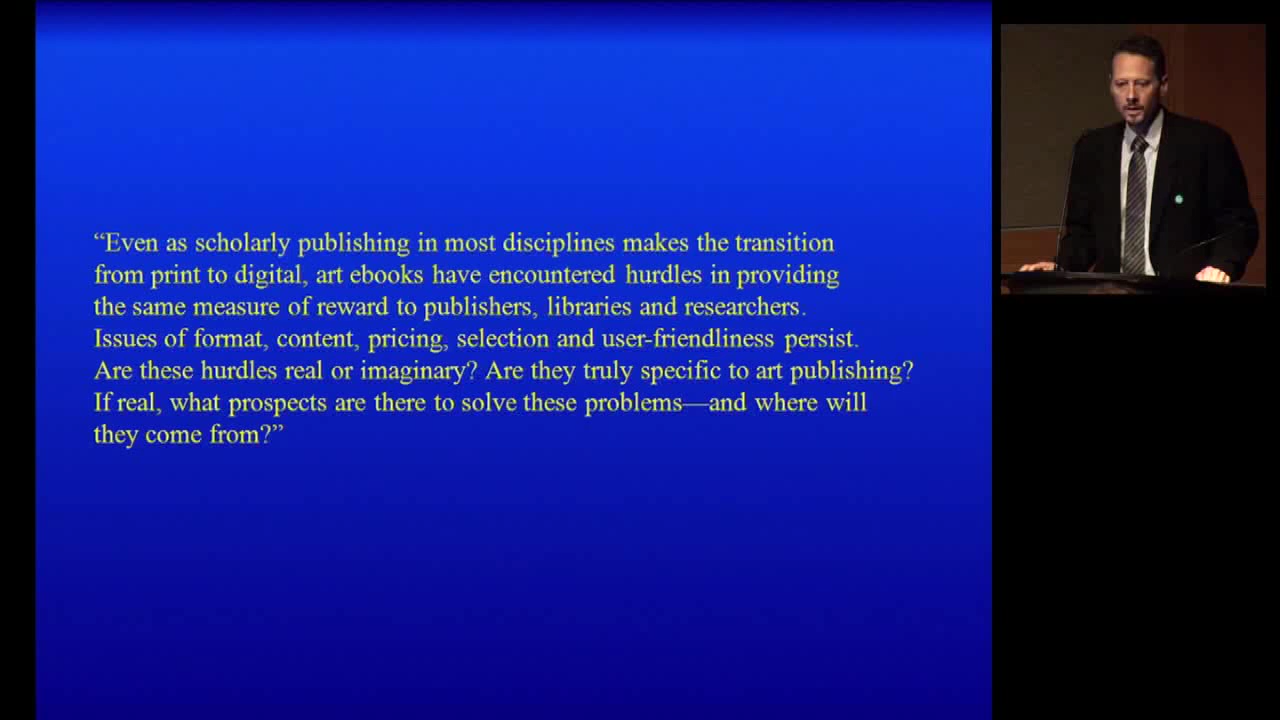 “Even as scholarly publishing in most disciplines makes the transition
from print to digital, art ebooks have encountered hurdles in providing
the same measure of reward to publishers, libraries and researchers.
Issues of format, content, pricing, selection and user-friendliness persist.
Are these hurdles real or imaginary? Are they truly specific to art publishing?
If real, what prospects are there to solve these problems—and where will
they come from?”